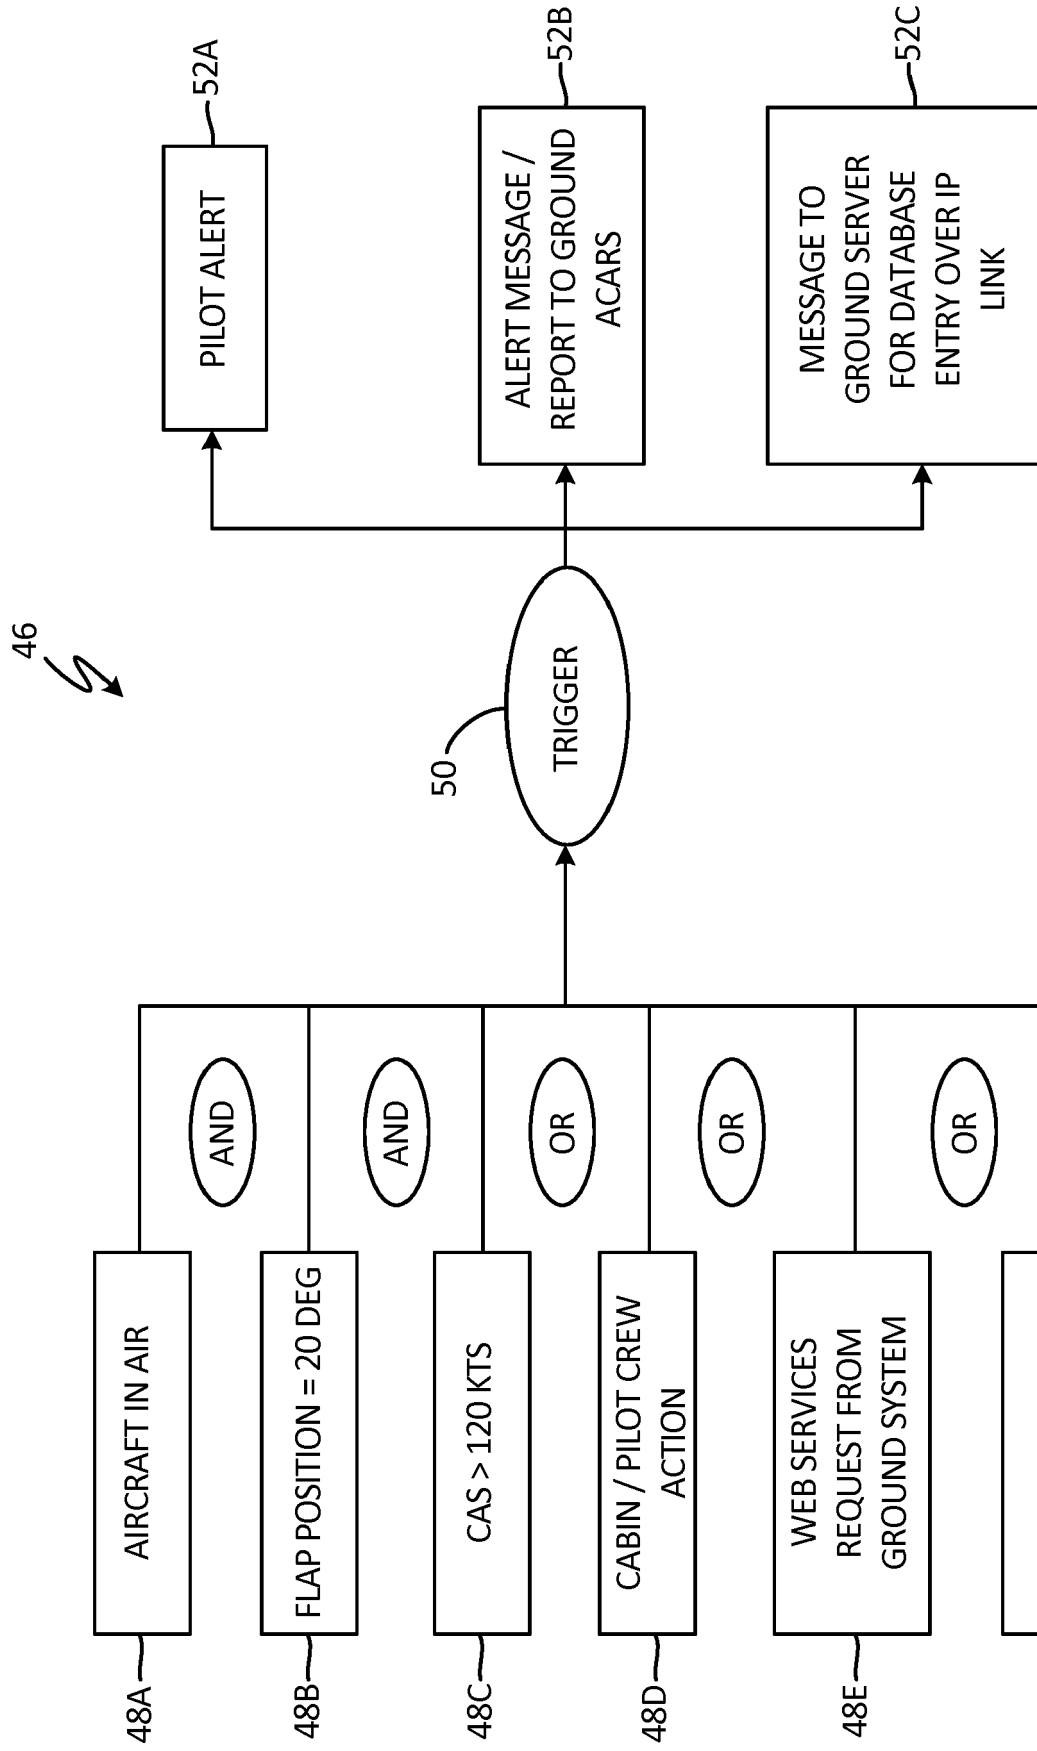 46
48A
AIRCRAFT IN AIR
AND
48B
FLAP POSITION = 20 DEG
AND
48C
CAS > 120 KTS
OR
48D
CABIN / PILOT CREW
ACTION
OR
48E
WEB SERVICES
REQUEST FROM
GROUND SYSTEM
OR
50
TRIGGER
52A
PILOT ALERT
52B
ALERT MESSAGE /
REPORT TO GROUND
ACARS
52C
MESSAGE TO
GROUND SERVER
FOR DATABASE
ENTRY OVER IP
LINK